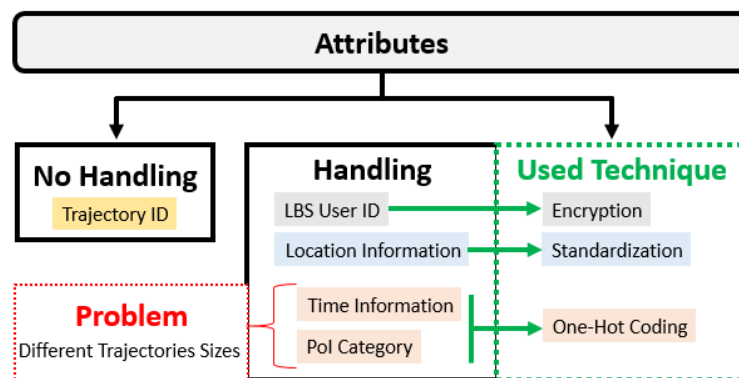 Attributes
No Handling
Trajectory ID
Handling
Used Technique
LBS User ID
Encryption
Location Information
Standardization
Problem
Different Trajectories Sizes
Time Information
PoI Category
One-Hot Coding